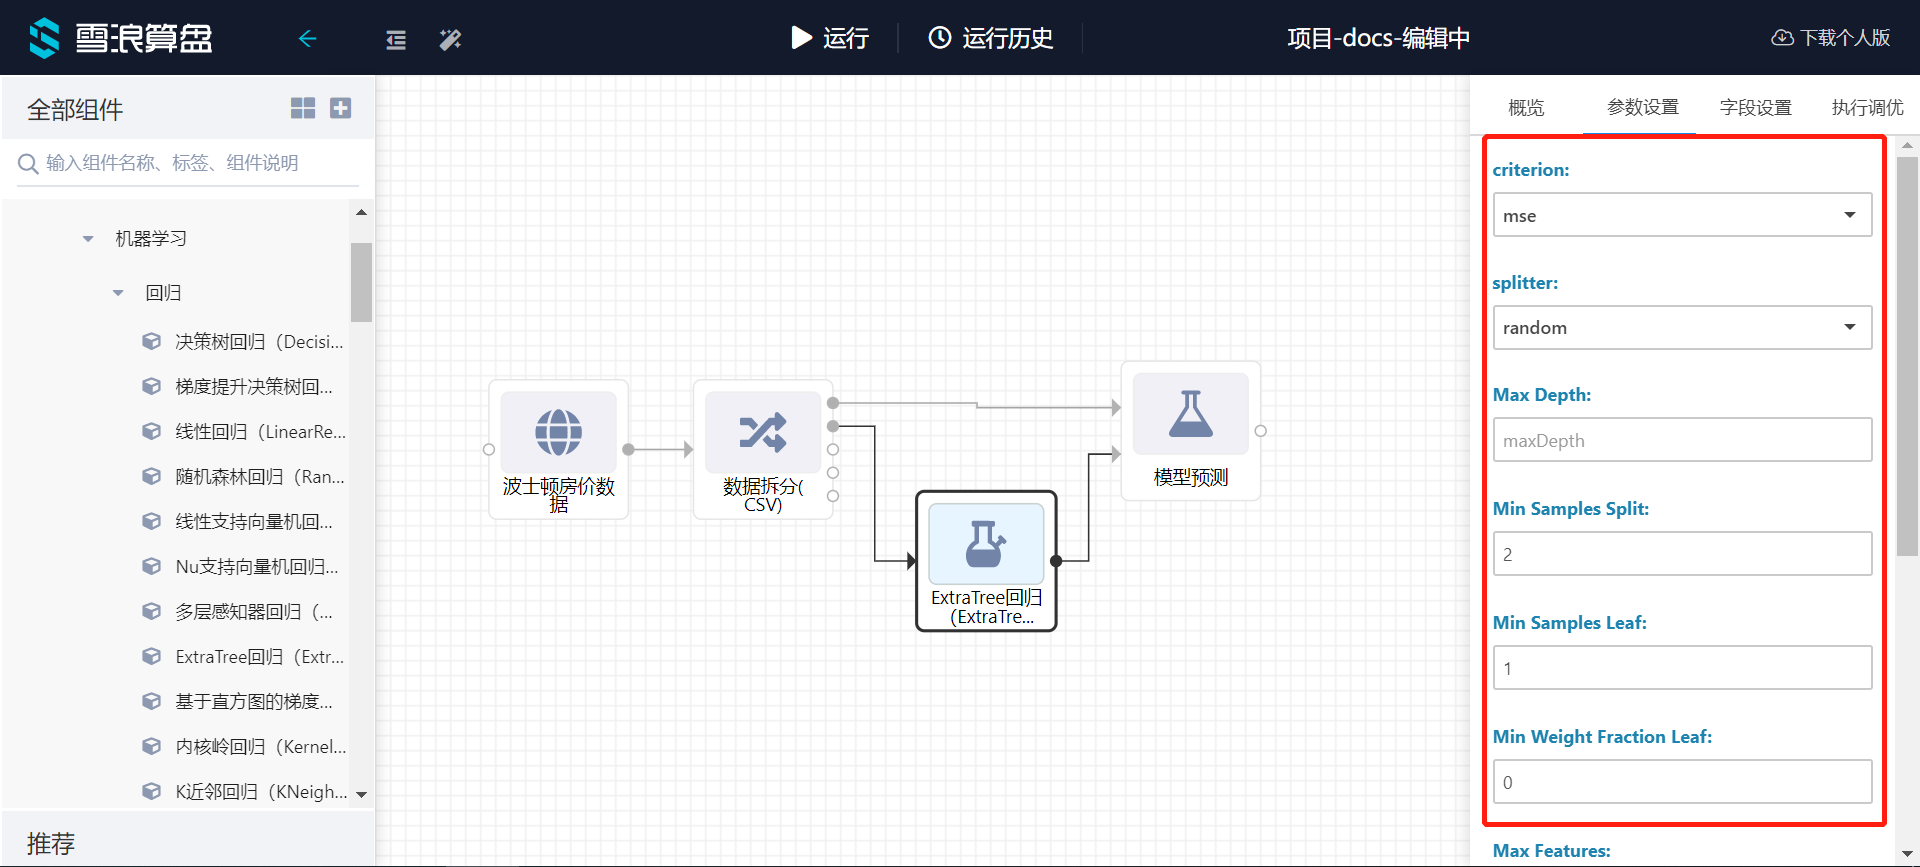 雪浪算盘
运行
运行历史
项目-docs-编辑中
下载个人版
全部组件
输入组件名称、标签、组件说明
机器学习
回归
决策树回归（Decisi...
梯度提升决策树回...
线性回归（LinearRe...
随机森林回归（Ran...
线性支持向量机回...
Nu支持向量机回归...
多层感知器回归（...
ExtraTree回归（Extr...
基于直方图的梯度...
内核岭回归（Kernel...
K近邻回归（KNeigh...
推荐
波士顿房价数
据
数据拆分(
CSV)
ExtraTree回归
（ExtraTre...
模型预测
概览
参数设置
字段设置
执行调优
criterion:
mse
splitter:
random
Max Depth:
maxDepth
Min Samples Split:
2
Min Samples Leaf:
1
Min Weight Fraction Leaf:
0
Max Features: